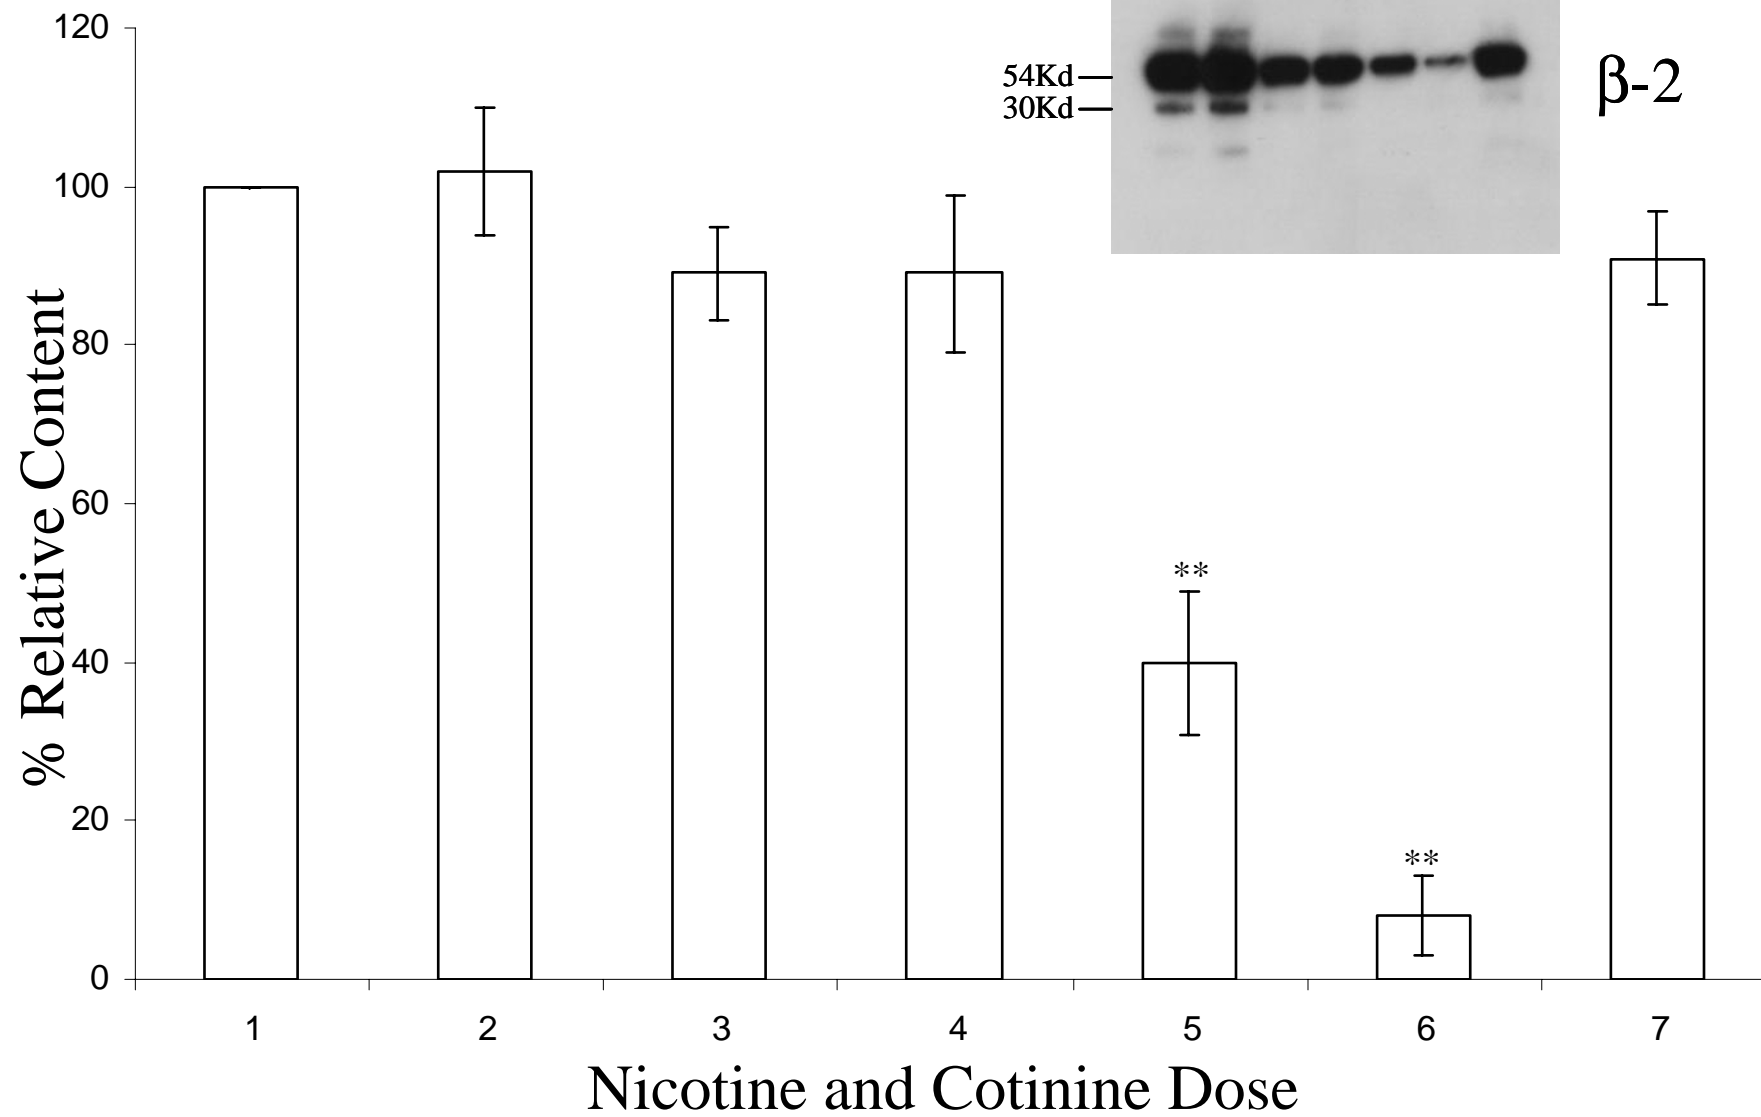 120
100
80
60
40
20
0
% Relative Content
54Kd
30Kd
β-2
**
**
1 2 3 4 5 6 7
Nicotine and Cotinine Dose